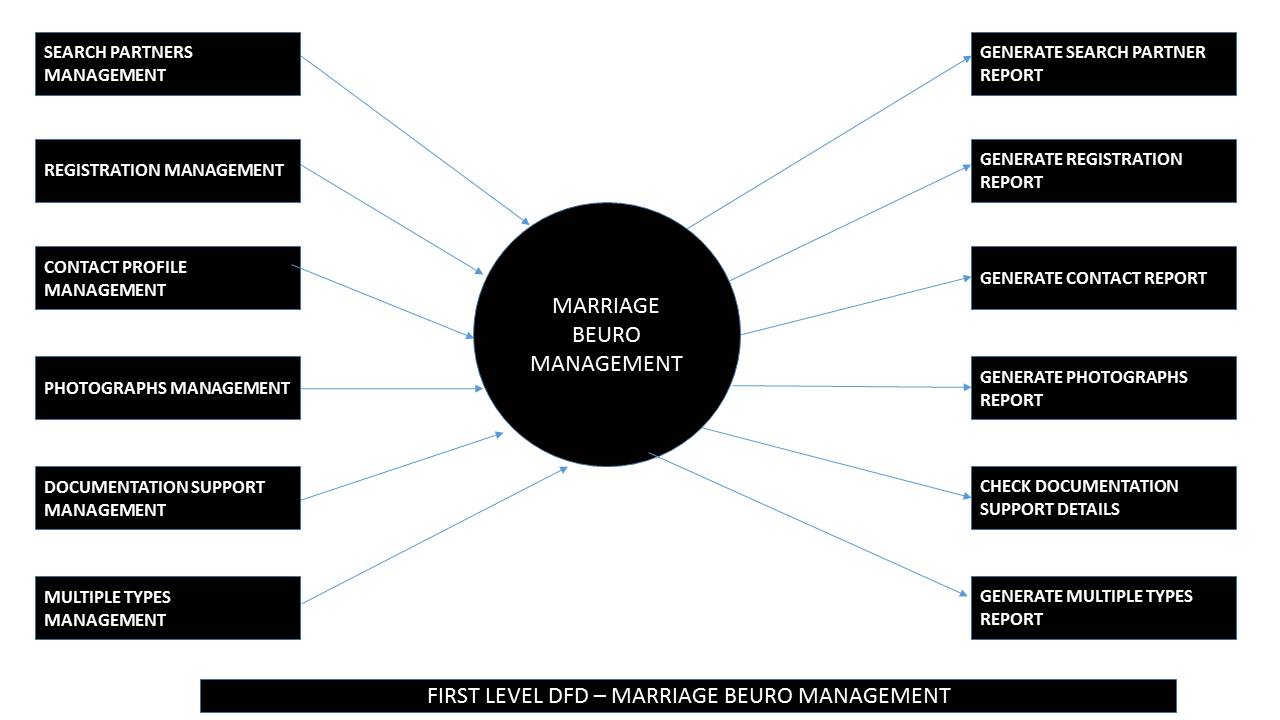 SEARCH PARTNERS
MANAGEMENT
REGISTRATION MANAGEMENT
CONTACT PROFILE
MANAGEMENT
PHOTOGRAPHS MANAGEMENT
DOCUMENTATION SUPPORT
MANAGEMENT
MULTIPLE TYPES
MANAGEMENT
MARRIAGE
BEURO
MANAGEMENT
GENERATE SEARCH PARTNER
REPORT
GENERATE REGISTRATION
REPORT
GENERATE CONTACT REPORT
GENERATE PHOTOGRAPHS
REPORT
CHECK DOCUMENTATION
SUPPORT DETAILS
GENERATE MULTIPLE TYPES
REPORT
FIRST LEVEL DFD – MARRIAGE BEURO MANAGEMENT